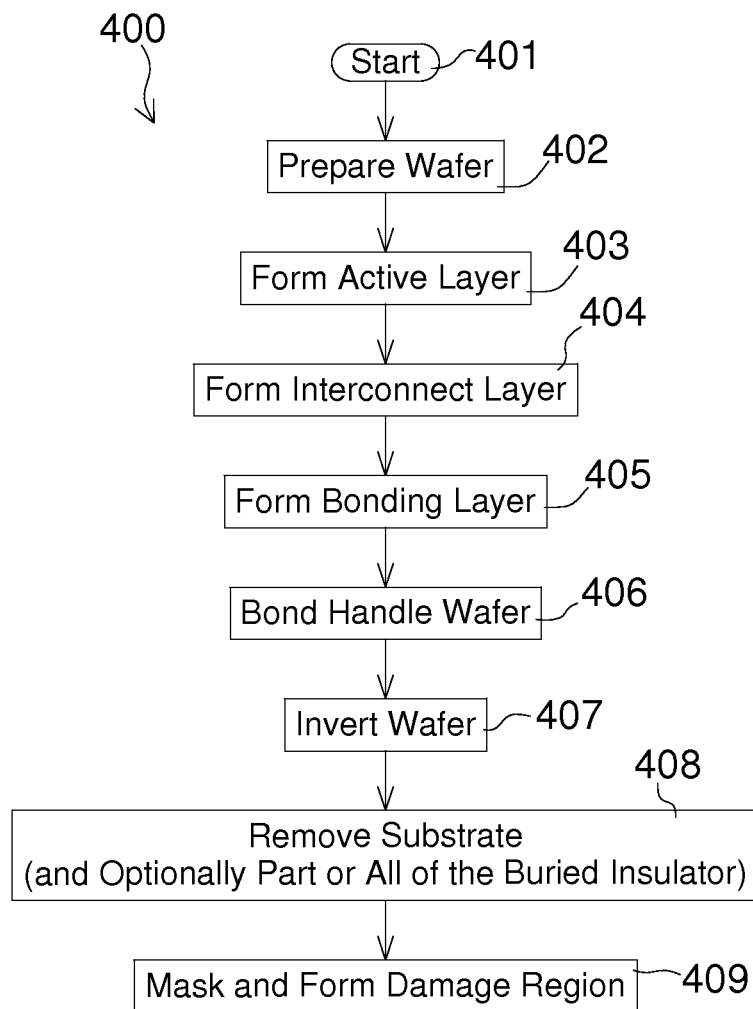 400
Start 401
Prepare Wafer 402
Form Active Layer 403
Form Interconnect Layer 404
Form Bonding Layer 405
Bond Handle Wafer 406
Invert Wafer 407
408
Remove Substrate
(and Optionally Part or All of the Buried Insulator)
Mask and Form Damage Region 409